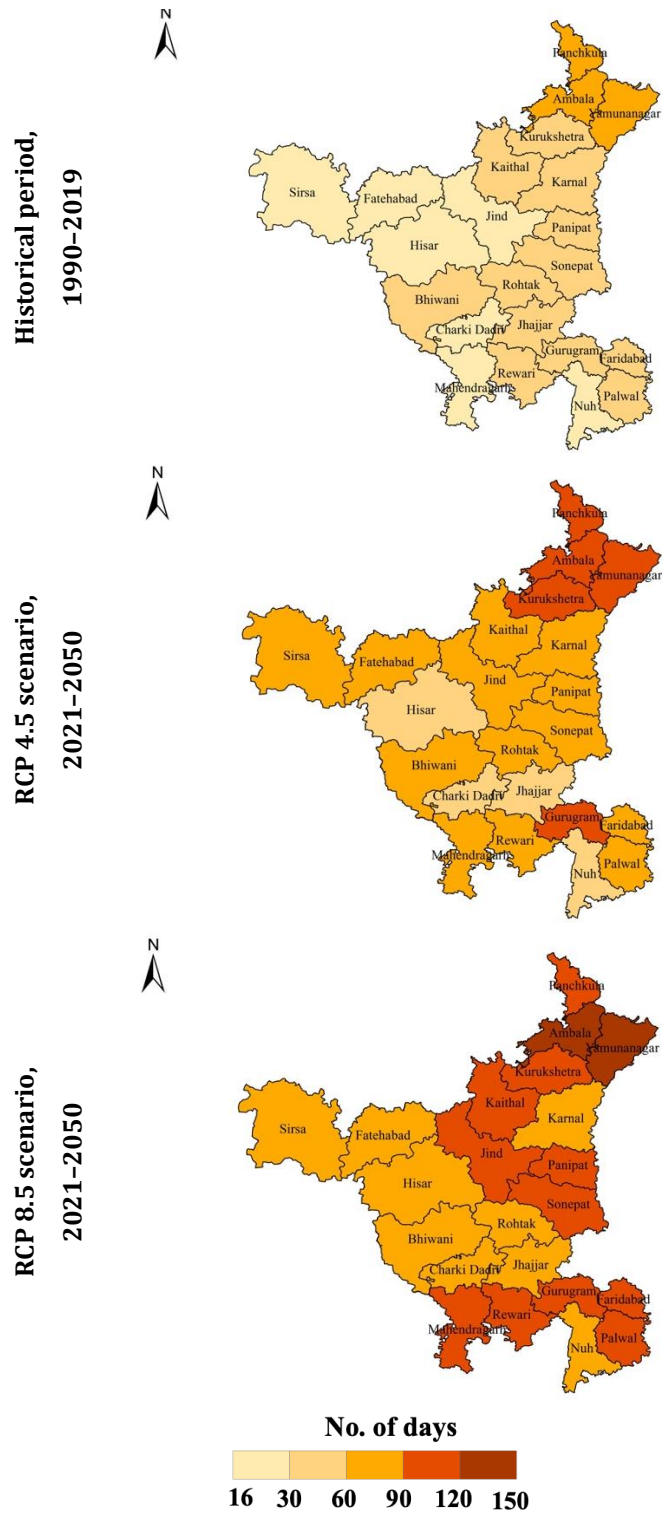 N
Historical period,
1990–2019
Panchkula
Ambala
Yamunanagar
Kurukshetra
Kaithal
Karnal
Sirsa
Fatehabad
Jind
Panipat
Hisar
Sonepat
Rohtak
Bhiwani
Charki Dadri
Jhajjar
Gurugram
Faridabad
Rewari
Mahendragarh
Nuh
Palwal
N
RCP 4.5 scenario,
2021–2050
Panchkula
Ambala
Yamunanagar
Kurukshetra
Kaithal
Karnal
Sirsa
Fatehabad
Jind
Panipat
Hisar
Sonepat
Rohtak
Bhiwani
Charki Dadri
Jhajjar
Gurugram
Faridabad
Rewari
Mahendragarh
Nuh
Palwal
N
RCP 8.5 scenario,
2021–2050
Panchkula
Ambala
Yamunanagar
Kurukshetra
Kaithal
Karnal
Sirsa
Fatehabad
Jind
Panipat
Hisar
Sonepat
Rohtak
Bhiwani
Charki Dadri
Jhajjar
Gurugram
Faridabad
Rewari
Mahendragarh
Nuh
Palwal
No. of days
16 30 60 90 120 150